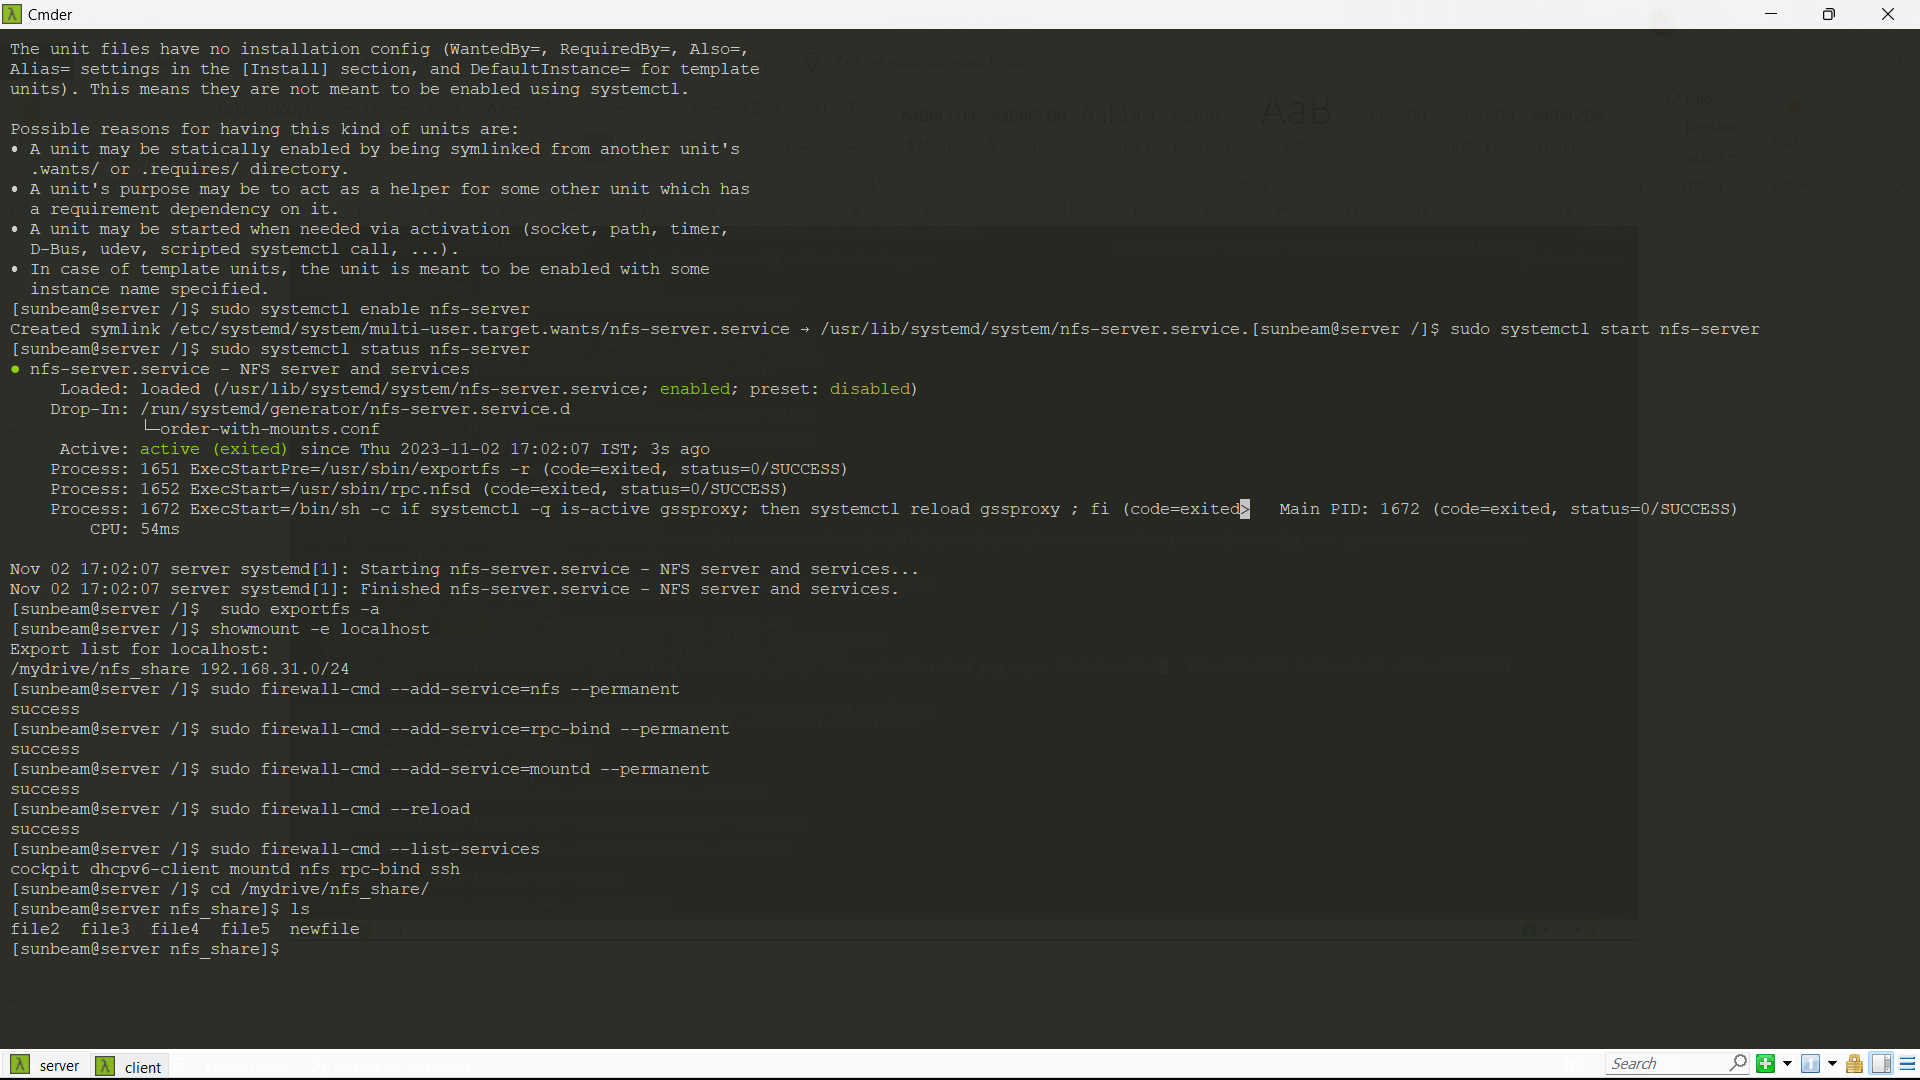 Cmder
The unit files have no installation config (WantedBy=, RequiredBy=, Also=,
Alias= settings in the [Install] section, and DefaultInstance= for template
units). This means they are not meant to be enabled using systemctl.
Possible reasons for having this kind of units are:
• A unit may be statically enabled by being symlinked from another unit's
.wants/ or .requires/ directory.
• A unit's purpose may be to act as a helper for some other unit which has
a requirement dependency on it.
• A unit may be started when needed via activation (socket, path, timer,
D-Bus, udev, scripted systemctl call, ...).
• In case of template units, the unit is meant to be enabled with some
instance name specified.
[sunbeam@server /]$ sudo systemctl enable nfs-server
Created symlink /etc/systemd/system/multi-user.target.wants/nfs-server.service → /usr/lib/systemd/system/nfs-server.service.[sunbeam@server /]$ sudo systemctl start nfs-server
[sunbeam@server /]$ sudo systemctl status nfs-server
● nfs-server.service - NFS server and services
Loaded: loaded (/usr/lib/systemd/system/nfs-server.service; enabled; preset: disabled)
Drop-In: /run/systemd/generator/nfs-server.service.d
└─order-with-mounts.conf
Active: active (exited) since Thu 2023-11-02 17:02:07 IST; 3s ago
Process: 1651 ExecStartPre=/usr/sbin/exportfs -r (code=exited, status=0/SUCCESS)
Process: 1652 ExecStart=/usr/sbin/rpc.nfsd (code=exited, status=0/SUCCESS)
Process: 1672 ExecStart=/bin/sh -c if systemctl -q is-active gssproxy; then systemctl reload gssproxy ; fi (code=exited> Main PID: 1672 (code=exited, status=0/SUCCESS)
CPU: 54ms
Nov 02 17:02:07 server systemd[1]: Starting nfs-server.service - NFS server and services...
Nov 02 17:02:07 server systemd[1]: Finished nfs-server.service - NFS server and services.
[sunbeam@server /]$  sudo exportfs -a
[sunbeam@server /]$ showmount -e localhost
Export list for localhost:
/mydrive/nfs_share 192.168.31.0/24
[sunbeam@server /]$ sudo firewall-cmd --add-service=nfs --permanent
success
[sunbeam@server /]$ sudo firewall-cmd --add-service=rpc-bind --permanent
success
[sunbeam@server /]$ sudo firewall-cmd --add-service=mountd --permanent
success
[sunbeam@server /]$ sudo firewall-cmd --reload
success
[sunbeam@server /]$ sudo firewall-cmd --list-services
cockpit dhcpv6-client mountd nfs rpc-bind ssh
[sunbeam@server /]$ cd /mydrive/nfs_share/
[sunbeam@server nfs_share]$ ls
file2  file3  file4  file5  newfile
[sunbeam@server nfs_share]$
server client Search